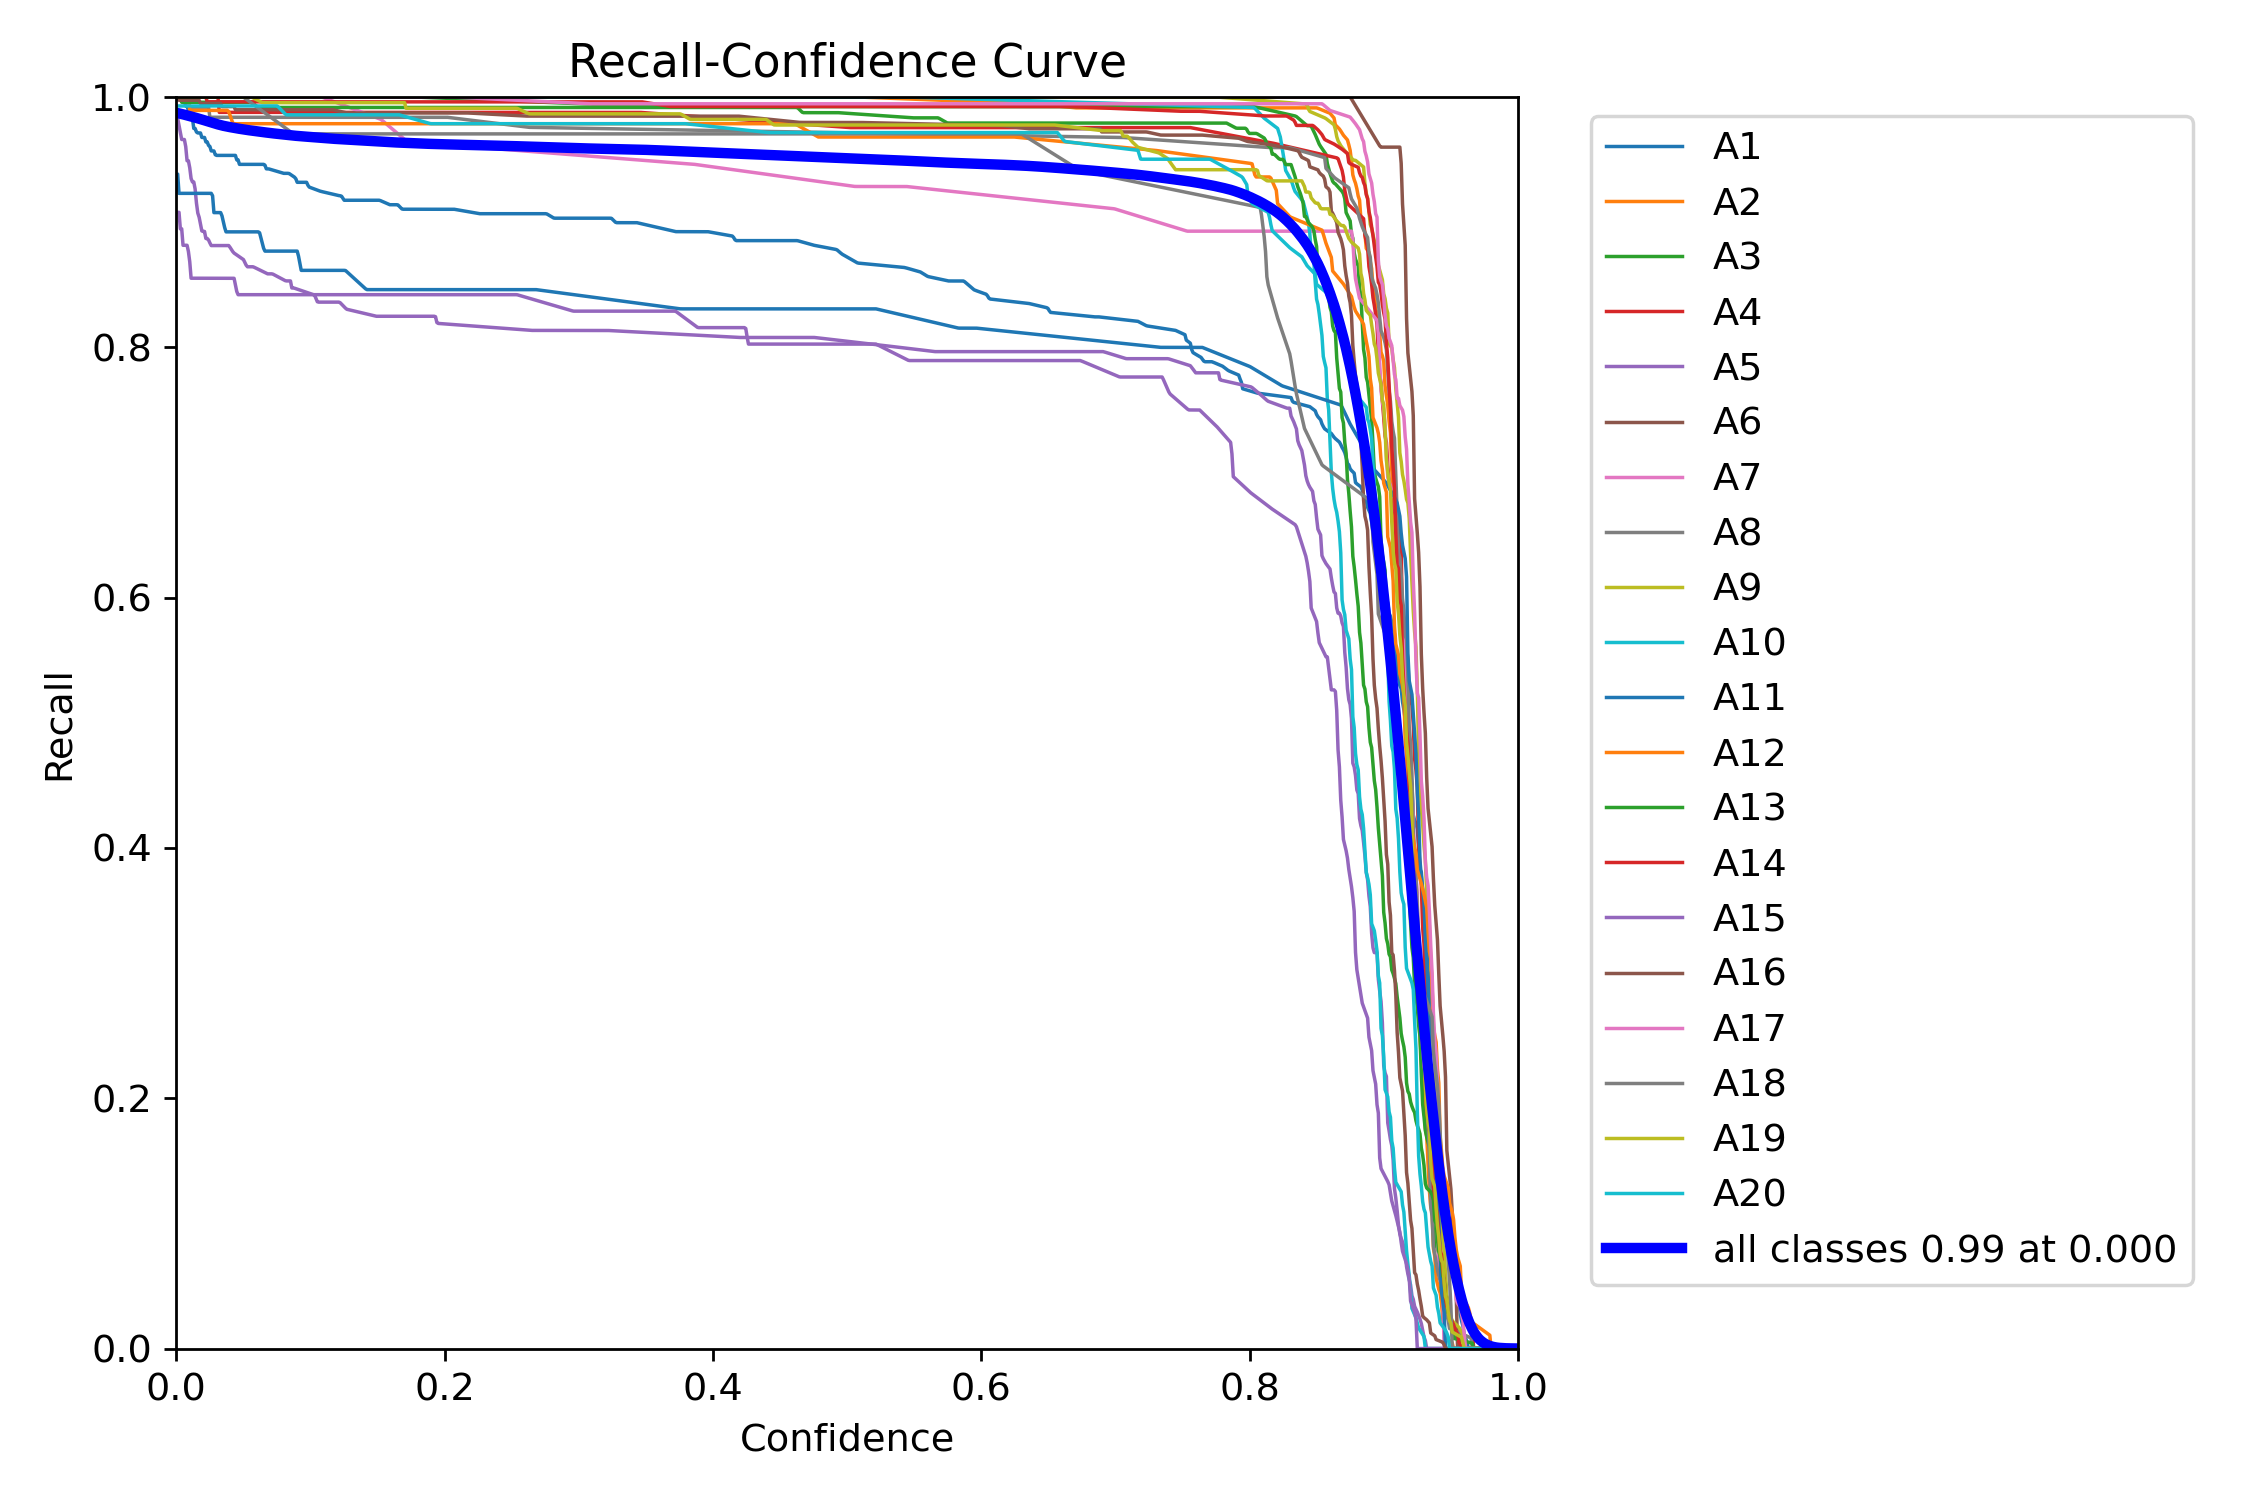 Recall-Confidence Curve
1.0
0.8
0.6
0.4
0.2
0.0
Recall
0.0 0.2 0.4 0.6 0.8 1.0
Confidence
A1
A2
A3
A4
A5
A6
A7
A8
A9
A10
A11
A12
A13
A14
A15
A16
A17
A18
A19
A20
all classes 0.99 at 0.000